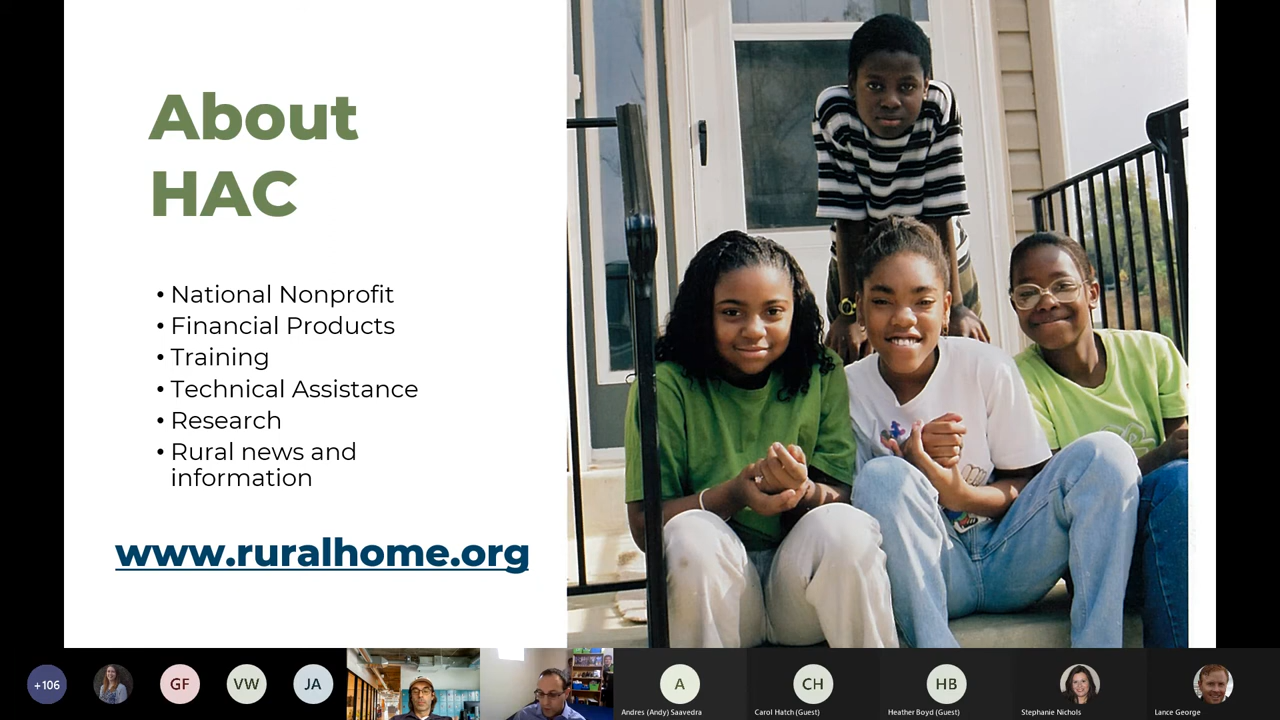 About
HAC
• National Nonprofit
• Financial Products
• Training
• Technical Assistance
• Research
• Rural news and
information
www.ruralhome.org
+106
GF
VW
JA
A
CH
HB
Andres (Andy) Saavedra
Carol Hatch (Guest)
Heather Boyd (Guest)
Stephanie Nichols
Lance George